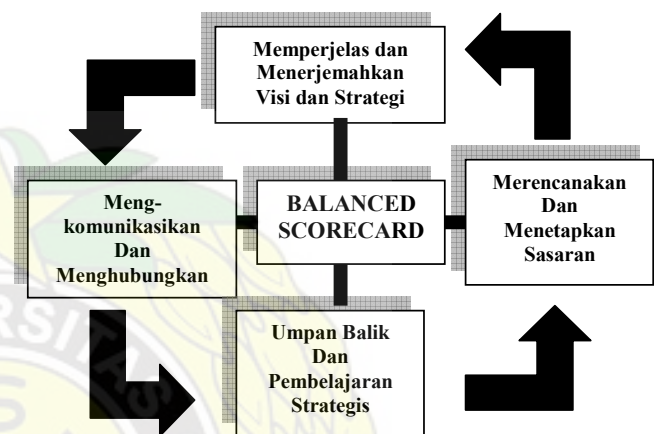 Memperjelas dan
Menerjemahkan
Visi dan Strategi
Meng-
komunikasikan
Dan
Menghubungkan
BALANCED
SCORECARD
Merencanakan
Dan
Menetapkan
Sasaran
Umpan Balik
Dan
Pembelajaran
Strategis